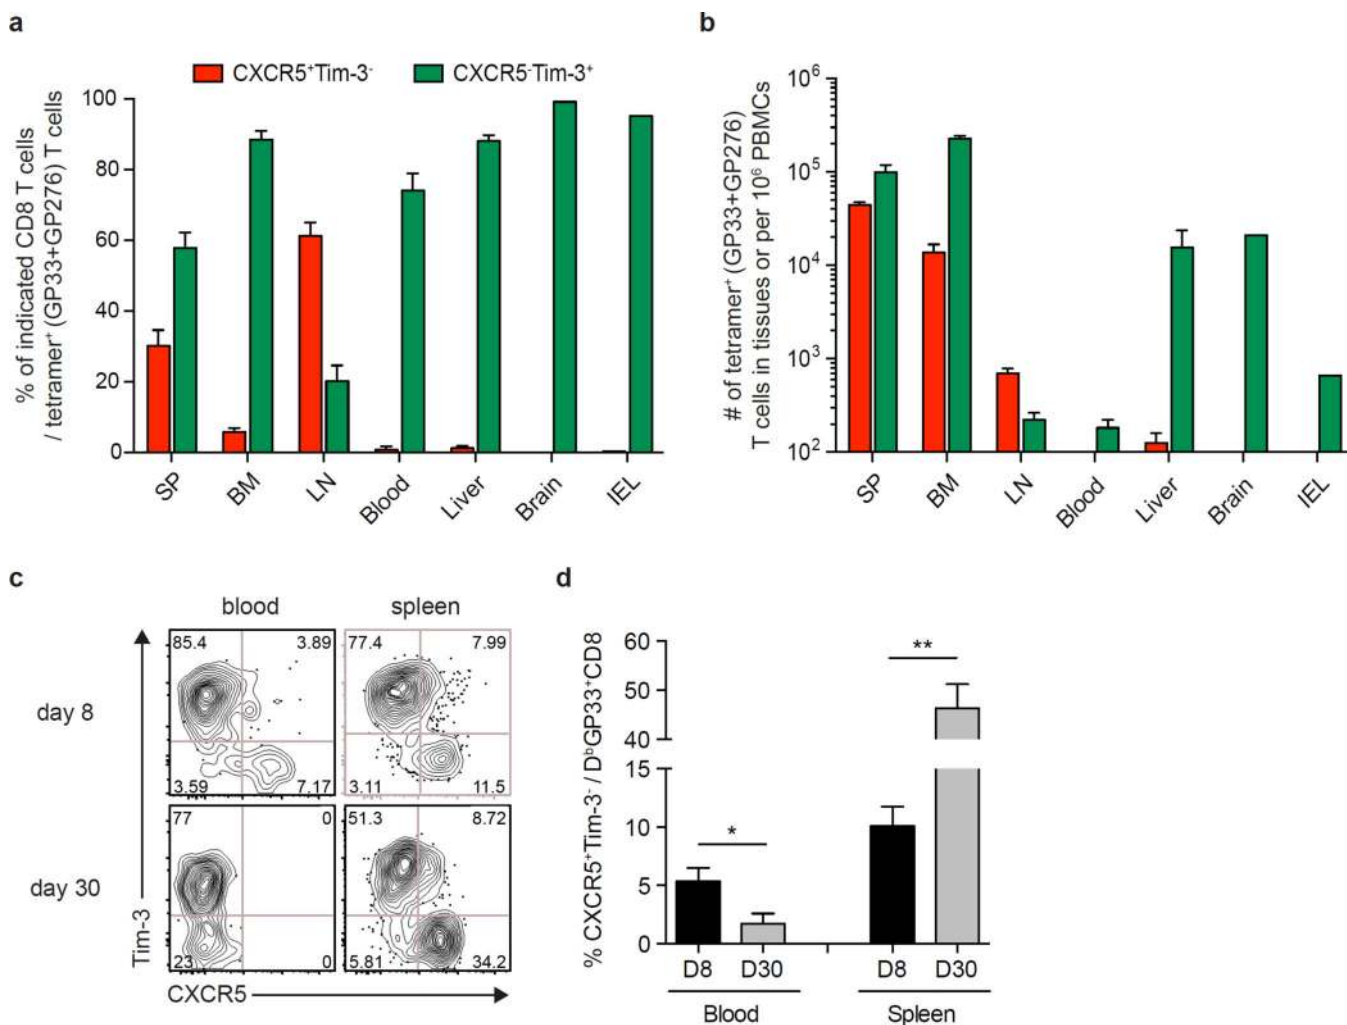 a
CXCR5⁺Tim-3⁻ CXCR5⁻Tim-3⁺
% of indicated CD8 T cells
/ tetramer⁺ (GP33+GP276) T cells
100
80
60
40
20
0
SP BM LN Blood Liver Brain IEL
b
# of tetramer⁺ (GP33+GP276)
T cells in tissues or per 10⁶ PBMCs
10⁶
10⁵
10⁴
10³
10²
SP BM LN Blood Liver Brain IEL
c
blood spleen
day 8
85.4 3.89 77.4 7.99
3.59 7.17 3.11 11.5
day 30
77 0 51.3 8.72
23 0 5.81 34.2
Tim-3
CXCR5
d
% CXCR5⁺Tim-3⁻ / DᵇGP33⁺CD8
60
50
40
15
10
5
0
* **
D8 D30 D8 D30
Blood Spleen